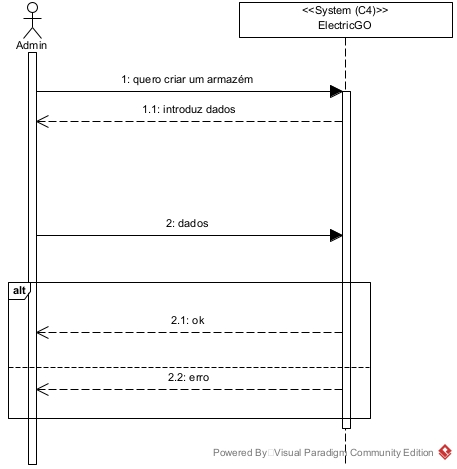 <<System (C4)>>
ElectricGO
Admin
1: quero criar um armazém
1.1: introduz dados
2: dados
alt
2.1: ok
2.2: erro
Powered By Visual Paradigm Community Edition